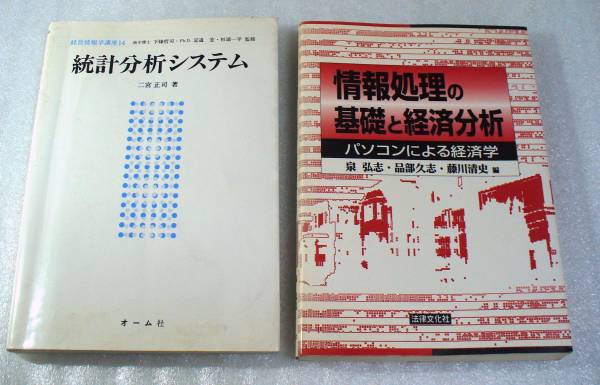 経営情報学講座14
統計分析システム
二宮正司 著
オーム社
情報処理の
基礎と経済分析
パソコンによる経済学
泉 弘志・品部久志・藤川清史 編
法律文化社